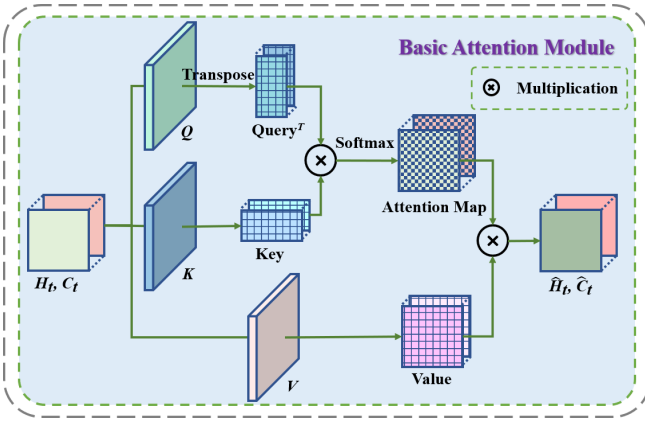 Basic Attention Module
Multiplication
Transpose
Q
Query^T
Softmax
Attention Map
K
Key
H_t, C_t
Ĥ_t, Ĉ_t
V
Value